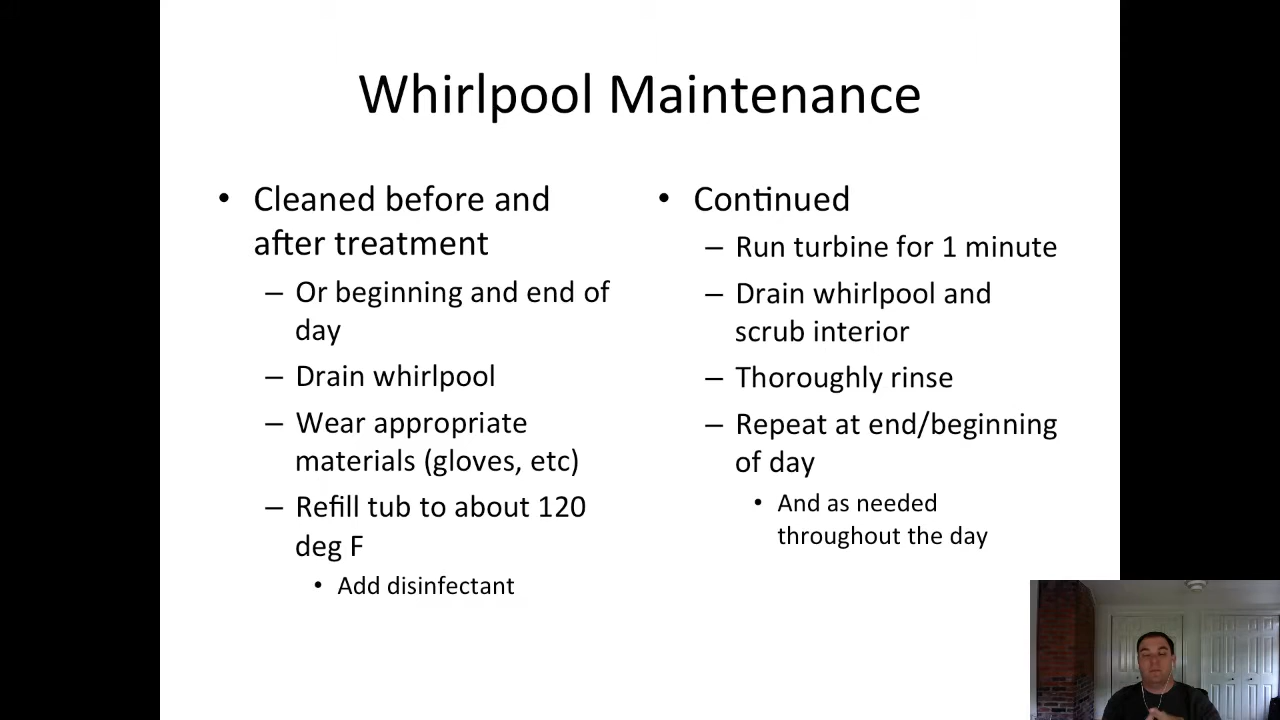 Whirlpool Maintenance
• Cleaned before and
after treatment
– Or beginning and end of
day
– Drain whirlpool
– Wear appropriate
materials (gloves, etc)
– Refill tub to about 120
deg F
• Add disinfectant
• Continued
– Run turbine for 1 minute
– Drain whirlpool and
scrub interior
– Thoroughly rinse
– Repeat at end/beginning
of day
• And as needed
throughout the day